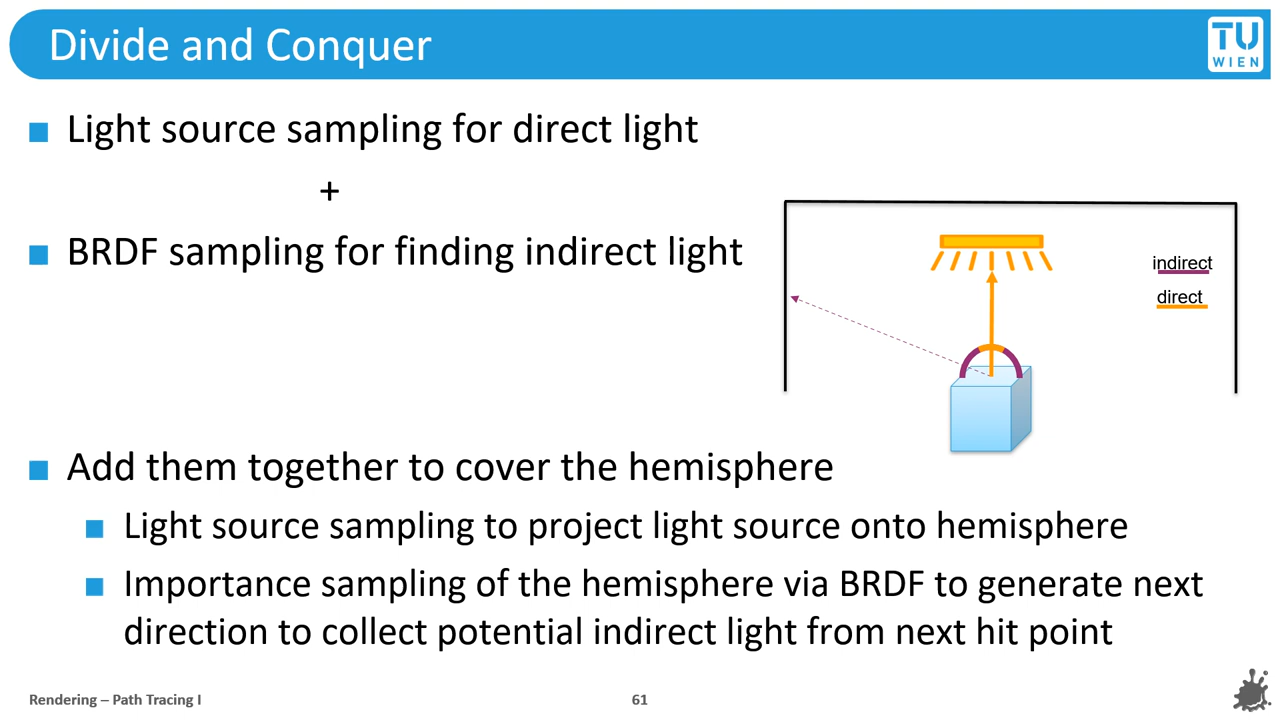 Divide and Conquer
TU
WIEN
Light source sampling for direct light
+
BRDF sampling for finding indirect light
indirect
direct
Add them together to cover the hemisphere
Light source sampling to project light source onto hemisphere
Importance sampling of the hemisphere via BRDF to generate next
direction to collect potential indirect light from next hit point
Rendering – Path Tracing I
61